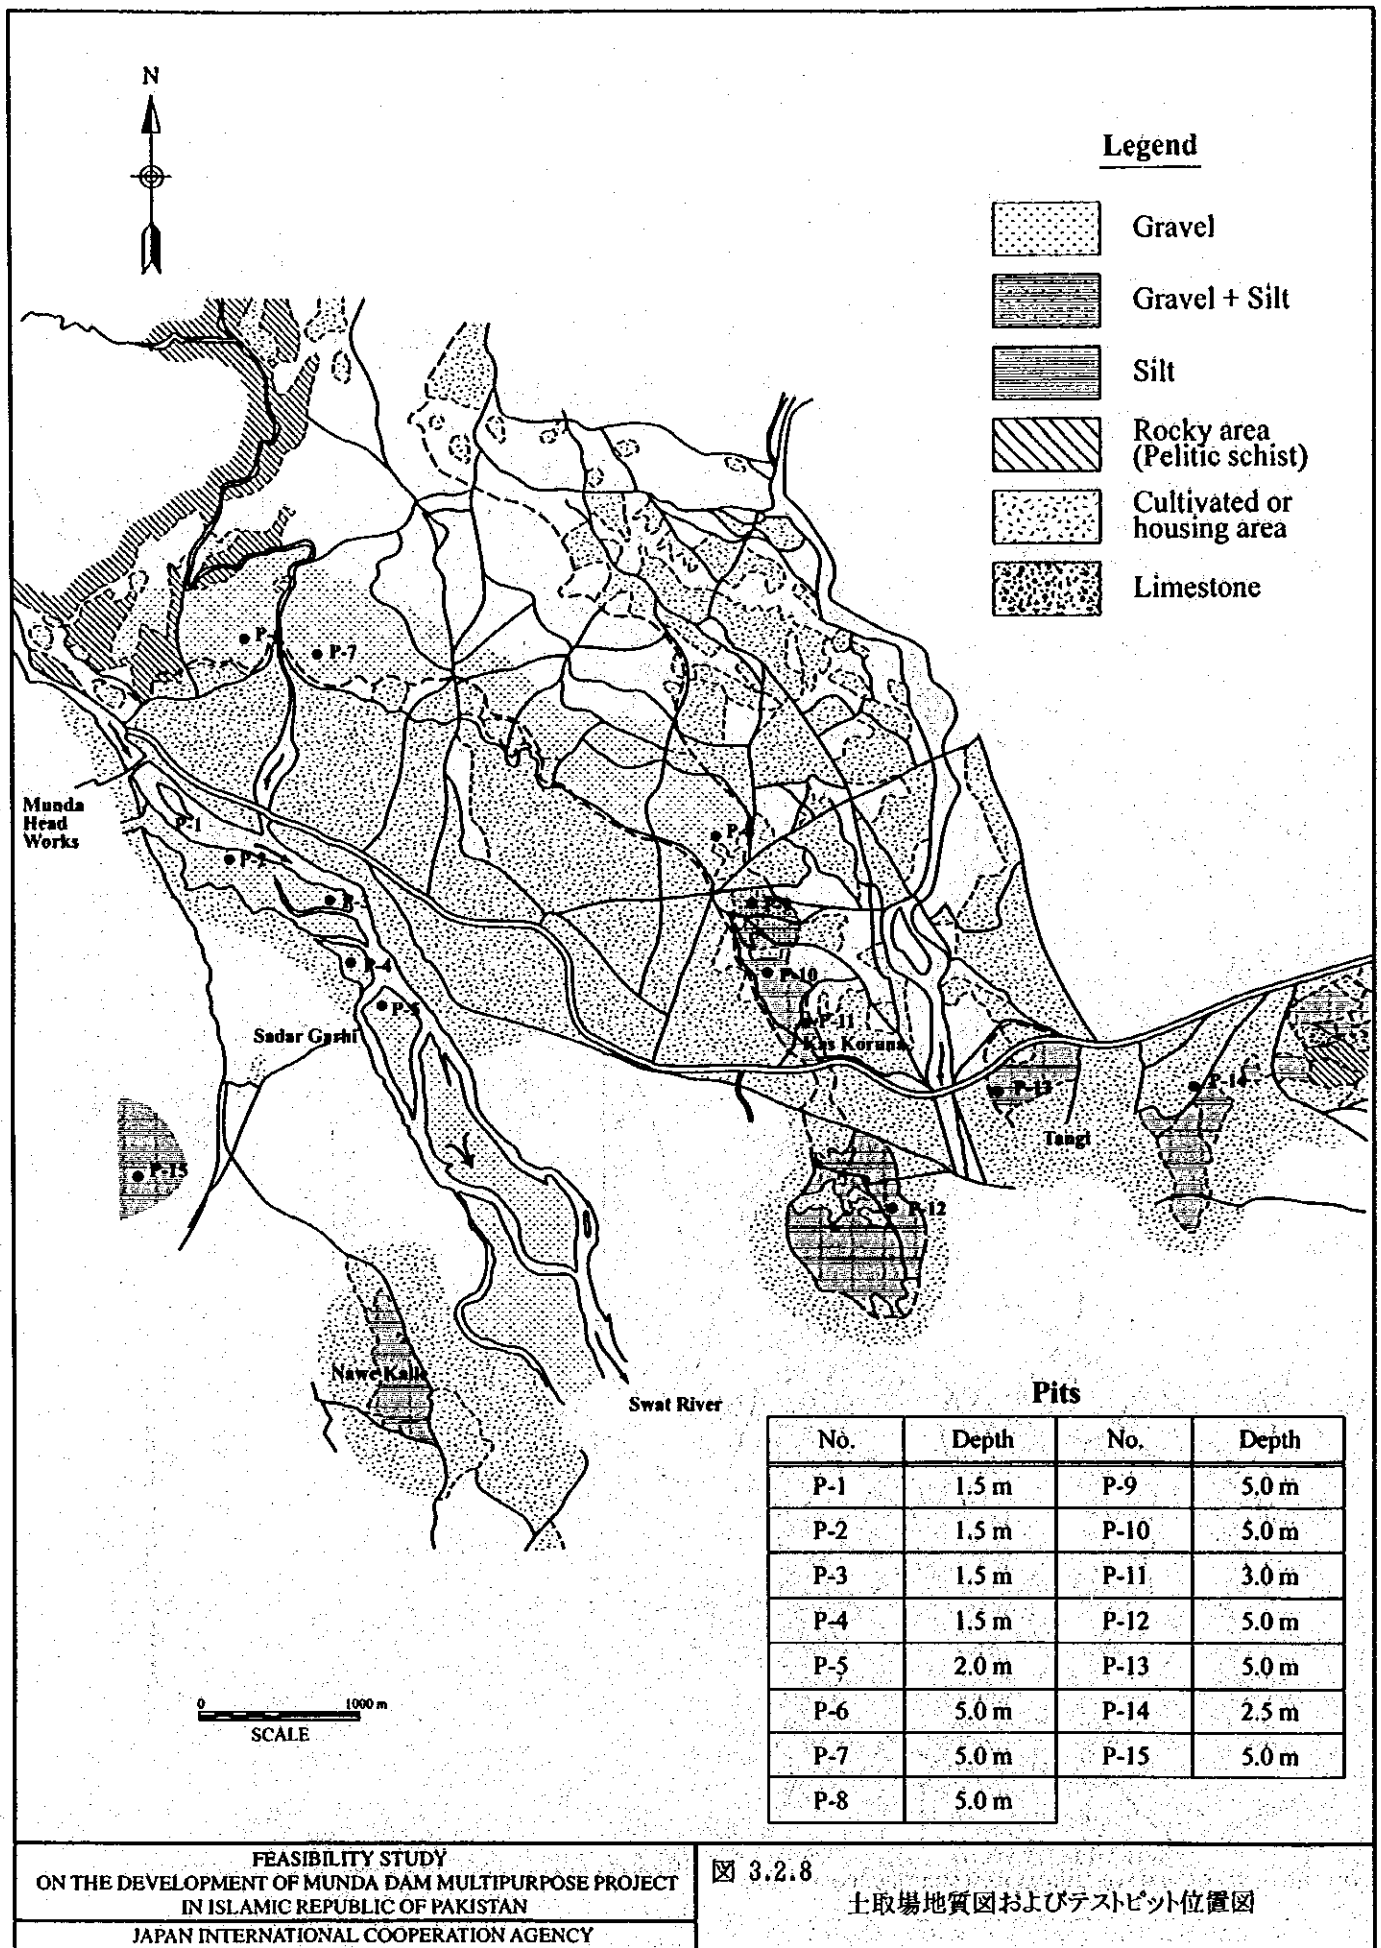 N
Legend
Gravel
Gravel + Silt
Silt
Rocky area
(Pelitic schist)
Cultivated or
housing area
Limestone
P-7
Munda
Head
Works
P-1
P-2
P-4
P-5
P-10
P-11
Kas Koruna
Sadar Garhi
P-13
P-14
Tangi
P-15
P-12
Nawe Kalle
Swat River
Pits
No. Depth No. Depth
P-1 1.5 m P-9 5.0 m
P-2 1.5 m P-10 5.0 m
P-3 1.5 m P-11 3.0 m
P-4 1.5 m P-12 5.0 m
P-5 2.0 m P-13 5.0 m
P-6 5.0 m P-14 2.5 m
P-7 5.0 m P-15 5.0 m
P-8 5.0 m
0 1000 m
SCALE
FEASIBILITY STUDY
ON THE DEVELOPMENT OF MUNDA DAM MULTIPURPOSE PROJECT
IN ISLAMIC REPUBLIC OF PAKISTAN
JAPAN INTERNATIONAL COOPERATION AGENCY
図 3.2.8
土取場地質図およびテストピット位置図